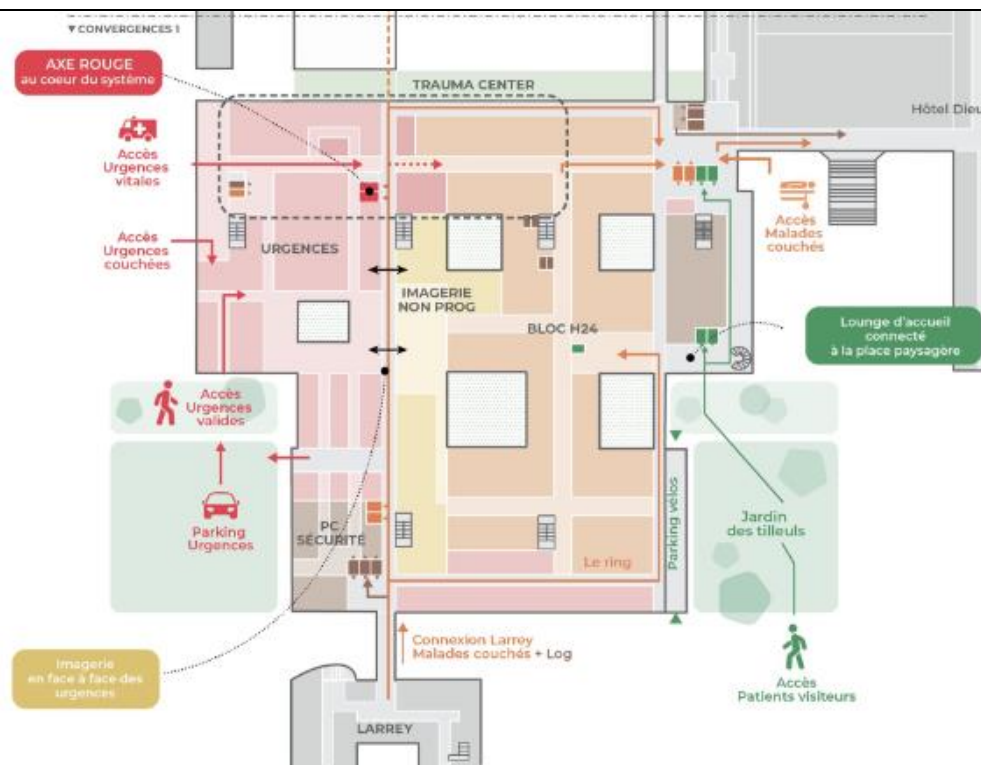 ▼ CONVERGENCES 1
AXE ROUGE
au coeur du système
TRAUMA CENTER
Hôtel Dieu
Accès
Urgences
vitales
Accès
Urgences
couchées
Accès
Malades
couchés
URGENCES
IMAGERIE
NON PROG
BLOC H24
Lounge d'accueil
connecté
à la place paysagère
Accès
Urgences
valides
Parking
Urgences
PC
SÉCURITÉ
Parking vélos
Jardin
des tilleuls
Le ring
Imagerie
en face à face des
urgences
Connexion Larrey
Malades couchés + Log
Accès
Patients visiteurs
LARREY